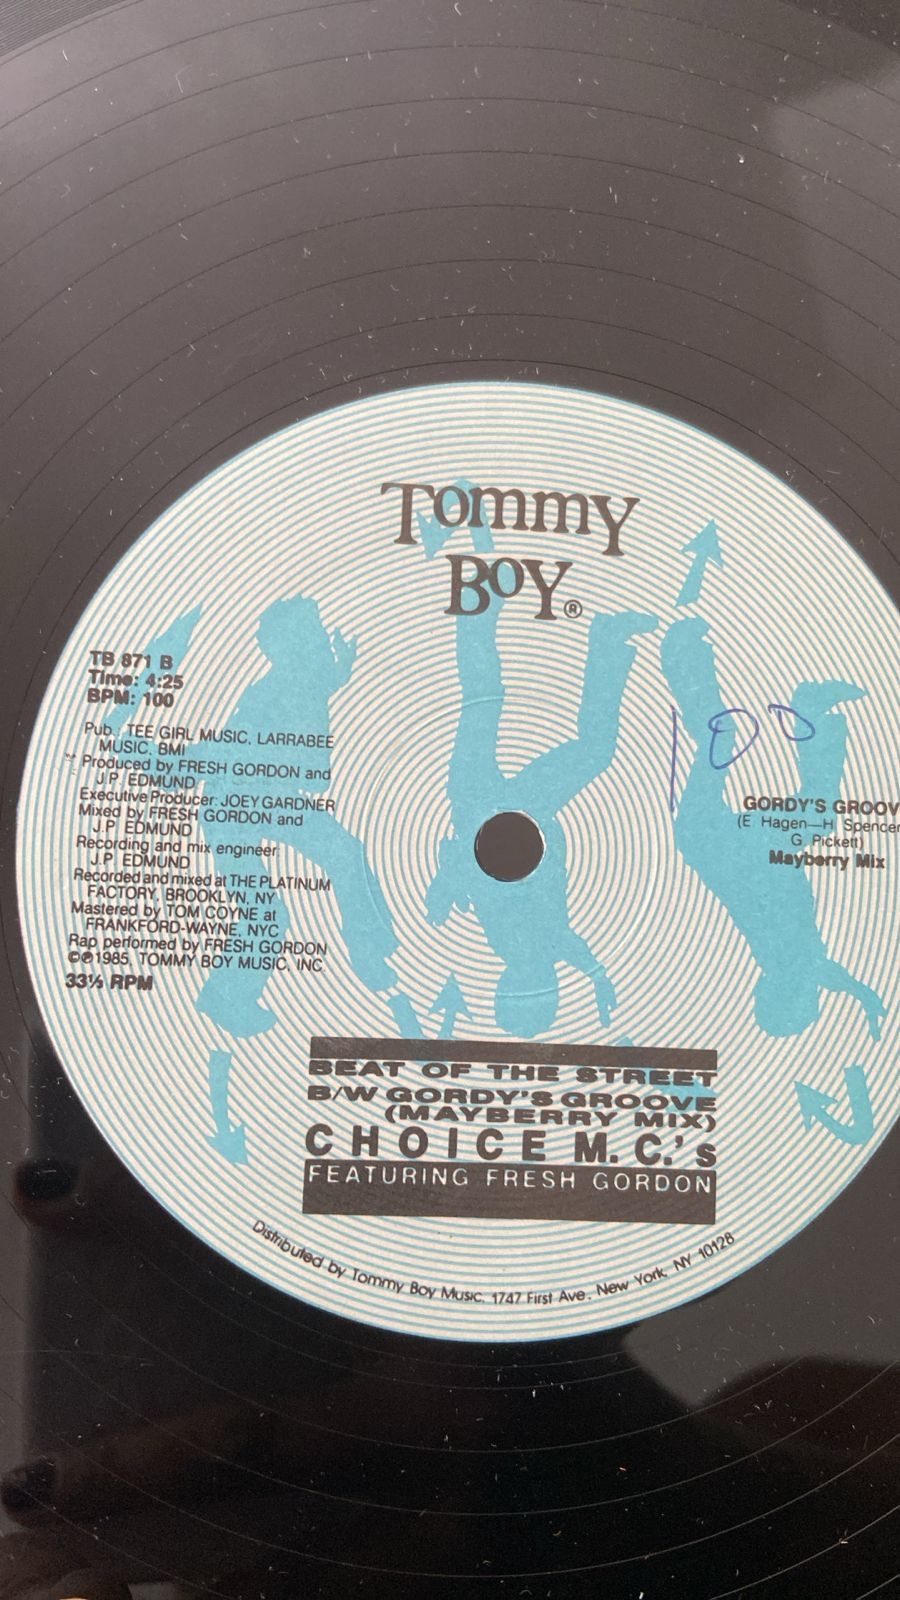 Tommy
Boy®
TB 871 B
Time: 4:25
BPM: 100
Pub.: TEE GIRL MUSIC, LARRABEE
MUSIC, BMI
Produced by FRESH GORDON and
J.P. EDMUND
Executive Producer: JOEY GARDNER
Mixed by FRESH GORDON and
J.P. EDMUND
Recording and mix engineer:
J.P. EDMUND
Recorded and mixed at THE PLATINUM
FACTORY, BROOKLYN, NY
Mastered by TOM COYNE at
FRANKFORD-WAYNE, NYC
Rap performed by FRESH GORDON
©℗1985, TOMMY BOY MUSIC, INC.
33⅓ RPM
100
GORDY'S GROOV
(E. Hagen—H. Spencer
G. Pickett)
Mayberry Mix
BEAT OF THE STREET
B/W GORDY'S GROOVE
(MAYBERRY MIX)
CHOICE M.C.'s
FEATURING FRESH GORDON
Distributed by Tommy Boy Music, 1747 First Ave., New York, NY 10128